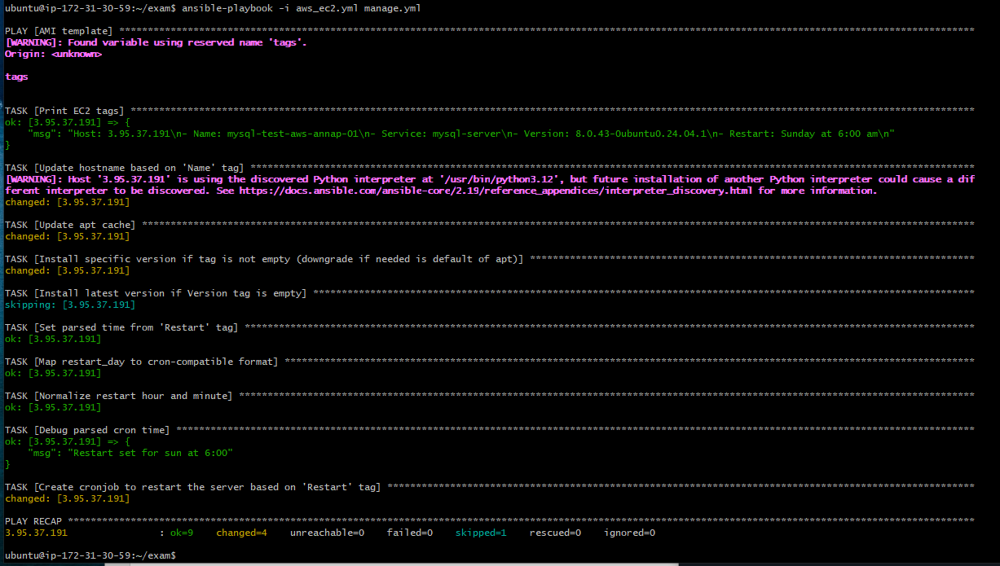 ubuntu@ip-172-31-30-59:~/exam$ ansible-playbook -i aws_ec2.yml manage.yml
PLAY [AMI template] ******************************************************************************************************************************************************
[WARNING]: Found variable using reserved name 'tags'.
Origin: <unknown>
tags
TASK [Print EC2 tags] ****************************************************************************************************************************************************
ok: [3.95.37.191] => {
    "msg": "Host: 3.95.37.191\n- Name: mysql-test-aws-annap-01\n- Service: mysql-server\n- Version: 8.0.43-0ubuntu0.24.04.1\n- Restart: Sunday at 6:00 am\n"
}
TASK [Update hostname based on 'Name' tag] *******************************************************************************************************************************
[WARNING]: Host '3.95.37.191' is using the discovered Python interpreter at '/usr/bin/python3.12', but future installation of another Python interpreter could cause a dif
ferent interpreter to be discovered. See https://docs.ansible.com/ansible-core/2.19/reference_appendices/interpreter_discovery.html for more information.
changed: [3.95.37.191]
TASK [Update apt cache] **************************************************************************************************************************************************
changed: [3.95.37.191]
TASK [Install specific version if tag is not empty (downgrade if needed is default of apt)] ******************************************************************************
changed: [3.95.37.191]
TASK [Install latest version if Version tag is empty] ********************************************************************************************************************
skipping: [3.95.37.191]
TASK [Set parsed time from 'Restart' tag] ********************************************************************************************************************************
ok: [3.95.37.191]
TASK [Map restart_day to cron-compatible format] *************************************************************************************************************************
ok: [3.95.37.191]
TASK [Normalize restart hour and minute] *********************************************************************************************************************************
ok: [3.95.37.191]
TASK [Debug parsed cron time] ********************************************************************************************************************************************
ok: [3.95.37.191] => {
    "msg": "Restart set for sun at 6:00"
}
TASK [Create cronjob to restart the server based on 'Restart' tag] *******************************************************************************************************
changed: [3.95.37.191]
PLAY RECAP ***************************************************************************************************************************************************************
3.95.37.191                : ok=9    changed=4    unreachable=0    failed=0    skipped=1    rescued=0    ignored=0
ubuntu@ip-172-31-30-59:~/exam$